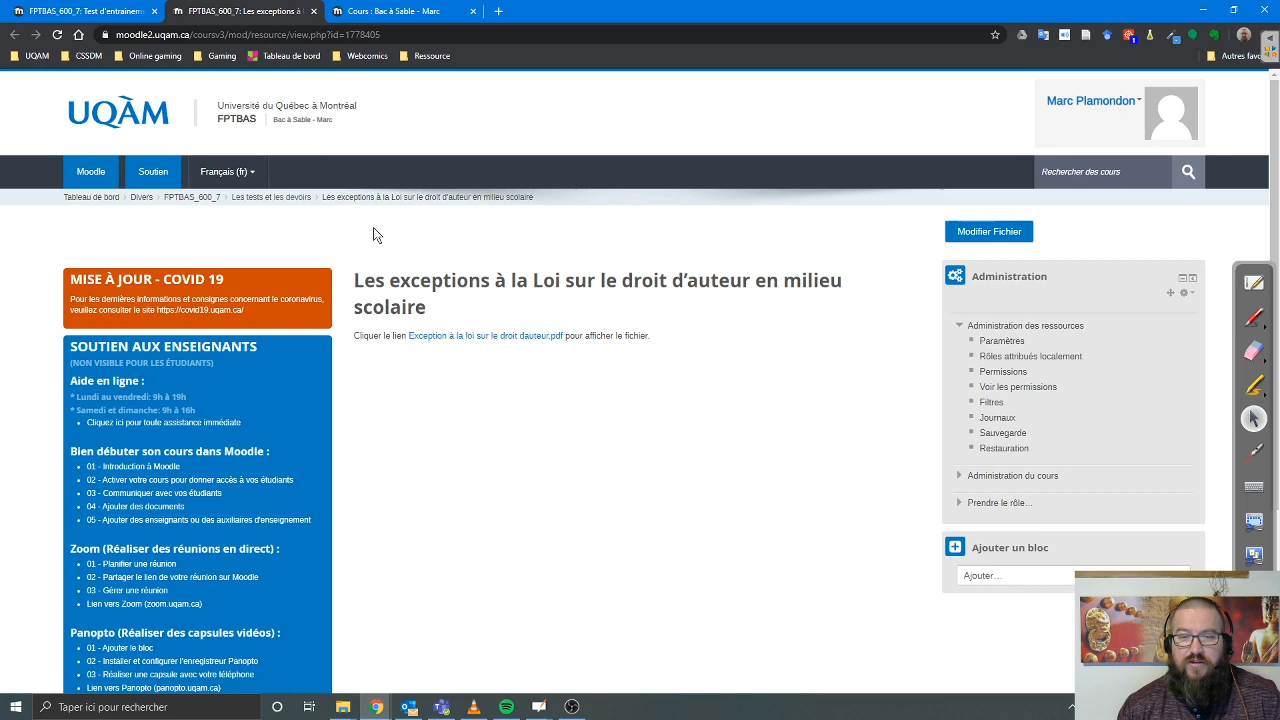 FPTBAS_600_7: Test d'entraineme
FPTBAS_600_7: Les exceptions à l
Cours : Bac à Sable - Marc
moodle2.uqam.ca/coursv3/mod/resource/view.php?id=1778405
UQAM
CSSDM
Online gaming
Gaming
Tableau de bord
Webcomics
Ressource
Autres favo
UQÀM
Université du Québec à Montréal
FPTBAS
Bac à Sable - Marc
Marc Plamondon
Moodle
Soutien
Français (fr)
Rechercher des cours
Tableau de bord
Divers
FPTBAS_600_7
Les tests et les devoirs
Les exceptions à la Loi sur le droit d'auteur en milieu scolaire
Modifier Fichier
MISE À JOUR - COVID 19
Pour les dernières informations et consignes concernant le coronavirus,
veuillez consulter le site https://covid19.uqam.ca/
SOUTIEN AUX ENSEIGNANTS
(NON VISIBLE POUR LES ÉTUDIANTS)
Aide en ligne :
* Lundi au vendredi: 9h à 19h
* Samedi et dimanche: 9h à 16h
Cliquez ici pour toute assistance immédiate
Bien débuter son cours dans Moodle :
01 - Introduction à Moodle
02 - Activer votre cours pour donner accès à vos étudiants
03 - Communiquer avec vos étudiants
04 - Ajouter des documents
05 - Ajouter des enseignants ou des auxiliaires d'enseignement
Zoom (Réaliser des réunions en direct) :
01 - Planifier une réunion
02 - Partager le lien de votre réunion sur Moodle
03 - Gérer une réunion
Lien vers Zoom (zoom.uqam.ca)
Panopto (Réaliser des capsules vidéos) :
01 - Ajouter le bloc
02 - Installer et configurer l'enregistreur Panopto
03 - Réaliser une capsule avec votre téléphone
Lien vers Panopto (panopto.uqam.ca)
Les exceptions à la Loi sur le droit d'auteur en milieu
scolaire
Cliquer le lien Exception à la loi sur le droit dauteur.pdf pour afficher le fichier.
Administration
Administration des ressources
Paramètres
Rôles attribués localement
Permissions
Voir les permissions
Filtres
Journaux
Sauvegarde
Restauration
Administration du cours
Prendre le rôle…
Ajouter un bloc
Ajouter…
Taper ici pour rechercher